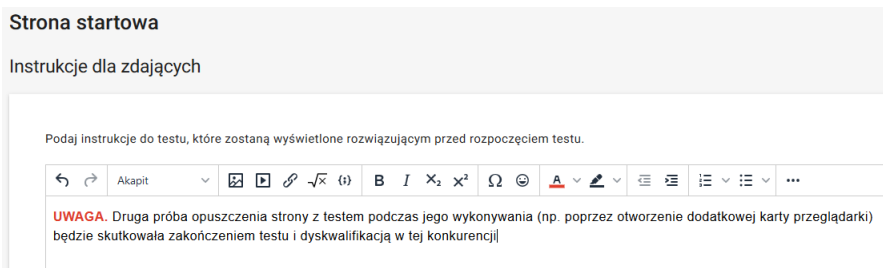 Strona startowa
Instrukcje dla zdających
Podaj instrukcje do testu, które zostaną wyświetlone rozwiązującym przed rozpoczęciem testu.
Akapit √x {;} B I X₂ X² Ω A
UWAGA. Druga próba opuszczenia strony z testem podczas jego wykonywania (np. poprzez otworzenie dodatkowej karty przeglądarki)
będzie skutkowała zakończeniem testu i dyskwalifikacją w tej konkurencji